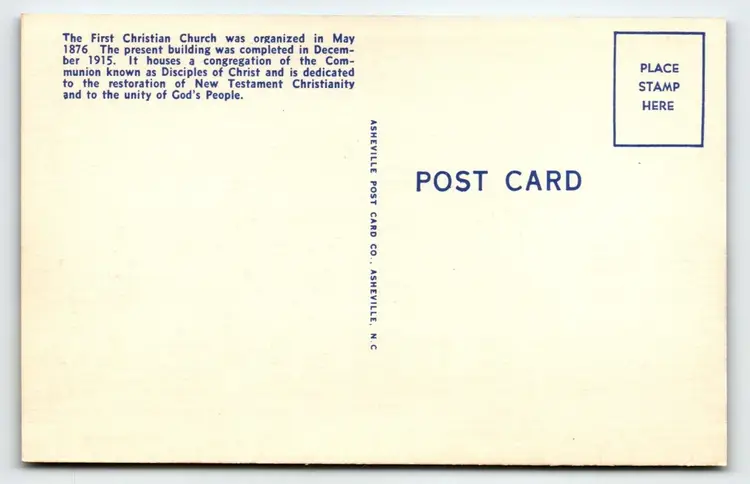 The First Christian Church was organized in May
1876 The present building was completed in Decem-
ber 1915. It houses a congregation of the Com-
munion known as Disciples of Christ and is dedicated
to the restoration of New Testament Christianity
and to the unity of God's People.
PLACE
STAMP
HERE
ASHEVILLE POST CARD CO., ASHEVILLE, N.C
POST CARD